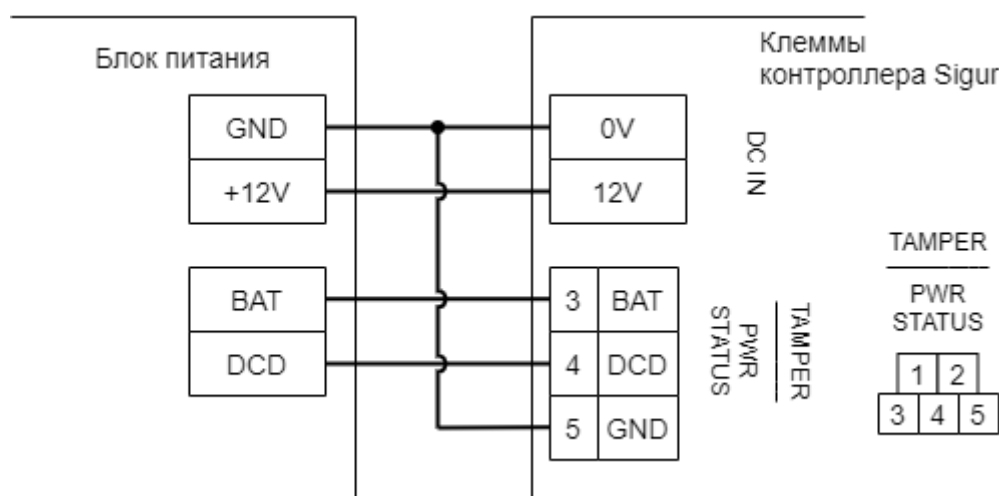 Блок питания
Клеммы
контроллера Sigur
GND
+12V
0V
12V
DC IN
BAT
DCD
3 BAT
4 DCD
5 GND
TAMPER
PWR
STATUS
TAMPER
PWR
STATUS
1 2
3 4 5